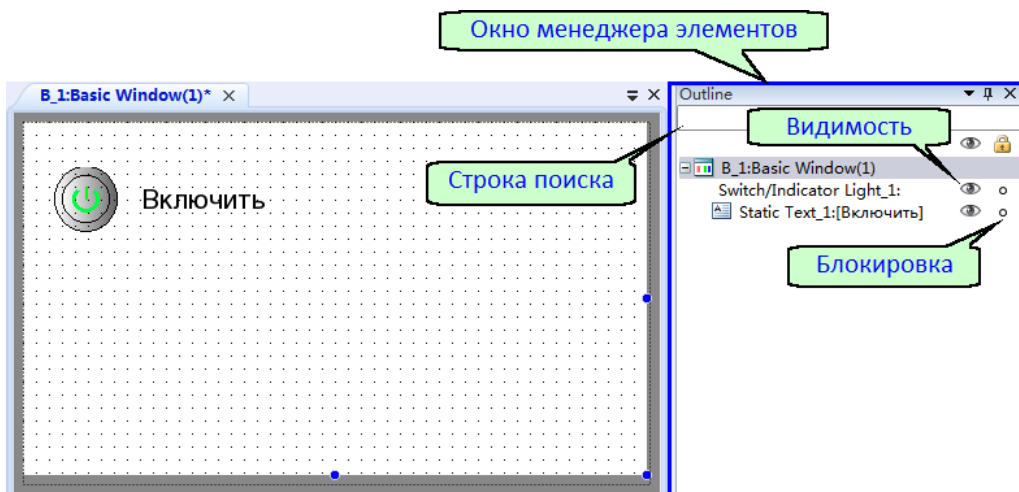 Окно менеджера элементов
B_1:Basic Window(1)*
Outline
Видимость
Строка поиска
B_1:Basic Window(1)
Switch/Indicator Light_1:
Static Text_1:[Включить]
Включить
Блокировка